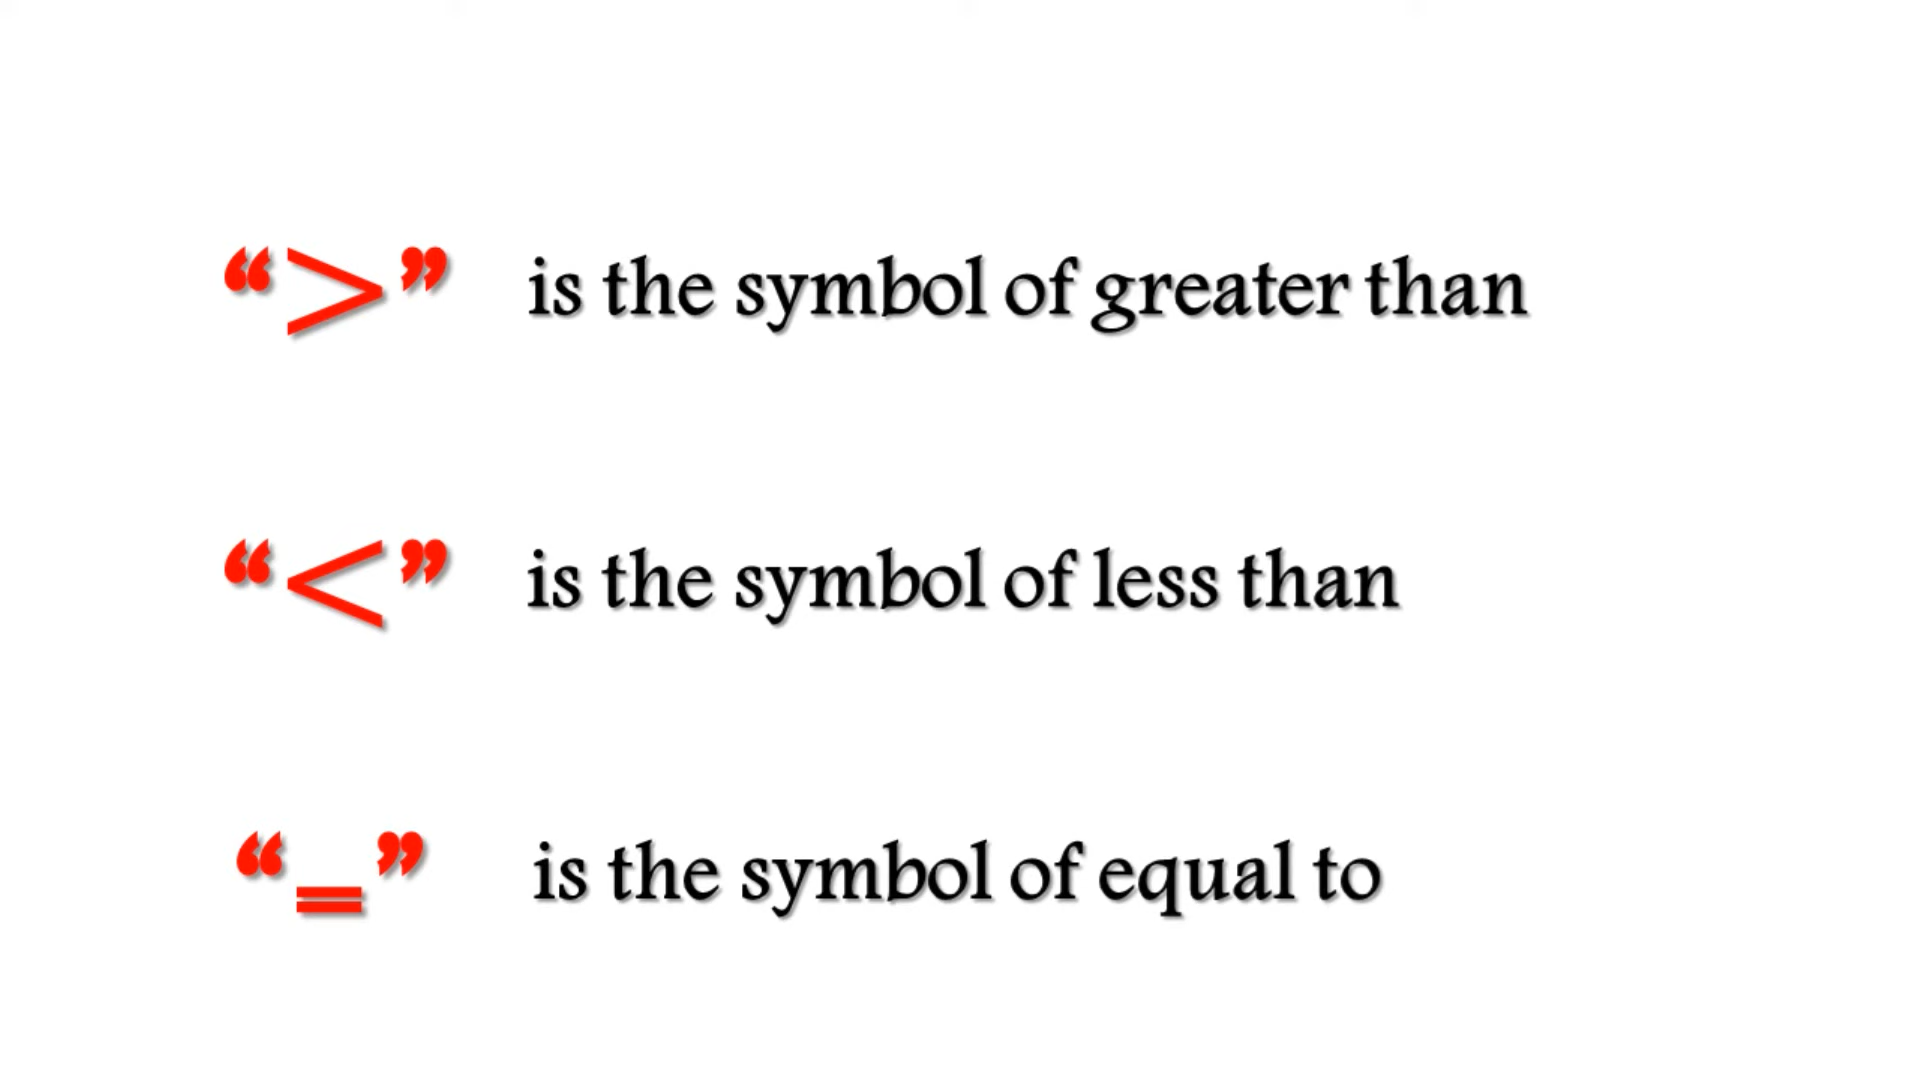 “>” is the symbol of greater than
“<” is the symbol of less than
“=” is the symbol of equal to